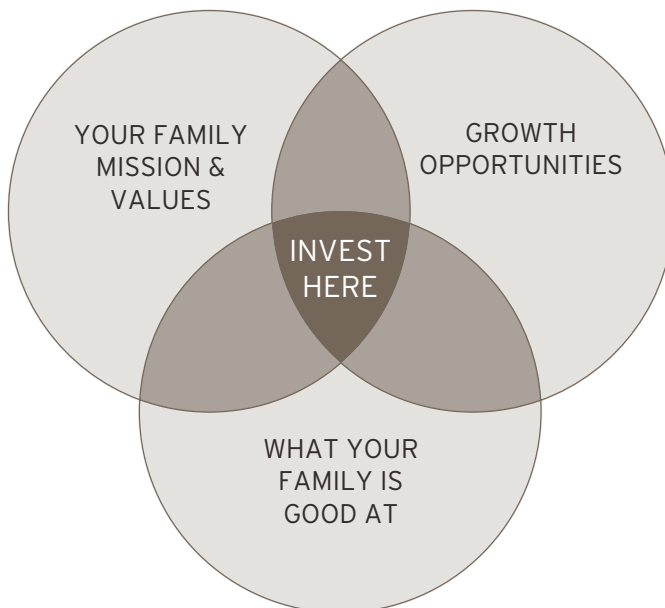 YOUR FAMILY
MISSION &
VALUES
GROWTH
OPPORTUNITIES
INVEST
HERE
WHAT YOUR
FAMILY IS
GOOD AT